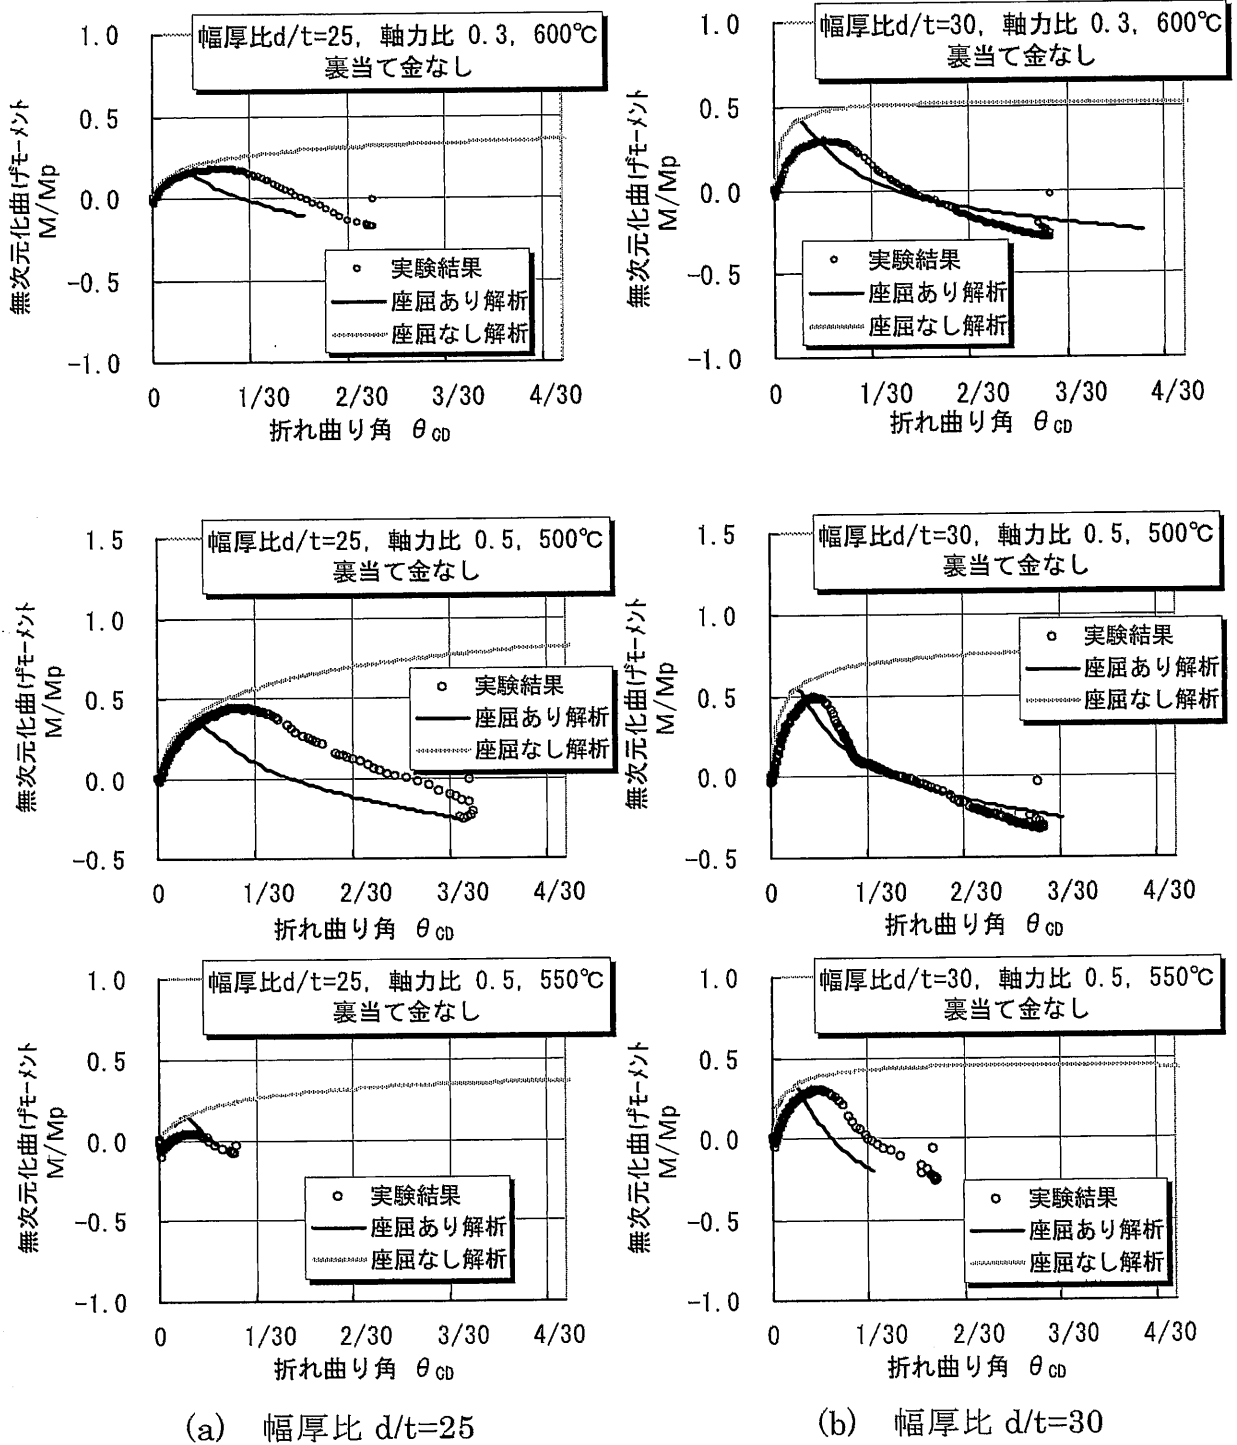 幅厚比d/t=25, 軸力比 0.3, 600℃
裏当て金なし
1.0
0.5
0.0
-0.5
-1.0
無次元化曲げモーメント
M/Mp
実験結果
座屈あり解析
座屈なし解析
0 1/30 2/30 3/30 4/30
折れ曲り角 θCD
幅厚比d/t=30, 軸力比 0.3, 600℃
裏当て金なし
1.0
0.5
0.0
-0.5
-1.0
無次元化曲げモーメント
M/Mp
実験結果
座屈あり解析
座屈なし解析
0 1/30 2/30 3/30 4/30
折れ曲り角 θCD
幅厚比d/t=25, 軸力比 0.5, 500℃
裏当て金なし
1.5
1.0
0.5
0.0
-0.5
無次元化曲げモーメント
M/Mp
実験結果
座屈あり解析
座屈なし解析
0 1/30 2/30 3/30 4/30
折れ曲り角 θCD
幅厚比d/t=30, 軸力比 0.5, 500℃
裏当て金なし
1.5
1.0
0.5
0.0
-0.5
無次元化曲げモーメント
M/Mp
実験結果
座屈あり解析
座屈なし解析
0 1/30 2/30 3/30 4/30
折れ曲り角 θCD
幅厚比d/t=25, 軸力比 0.5, 550℃
裏当て金なし
1.0
0.5
0.0
-0.5
-1.0
無次元化曲げモーメント
M/Mp
実験結果
座屈あり解析
座屈なし解析
0 1/30 2/30 3/30 4/30
折れ曲り角 θCD
(a) 幅厚比 d/t=25
幅厚比d/t=30, 軸力比 0.5, 550℃
裏当て金なし
1.0
0.5
0.0
-0.5
-1.0
無次元化曲げモーメント
M/Mp
実験結果
座屈あり解析
座屈なし解析
0 1/30 2/30 3/30 4/30
折れ曲り角 θCD
(b) 幅厚比 d/t=30